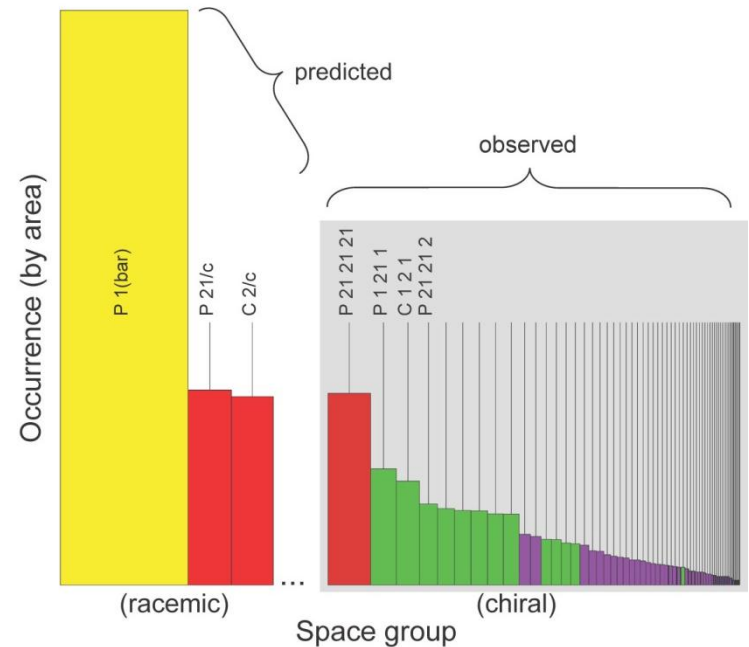 predicted
observed
Occurrence (by area)
P 1(bar)
P 21/c
C 2/c
P 21 21 21
P 1 21 1
C 1 2 1
P 21 21 2
...
(racemic)
(chiral)
Space group